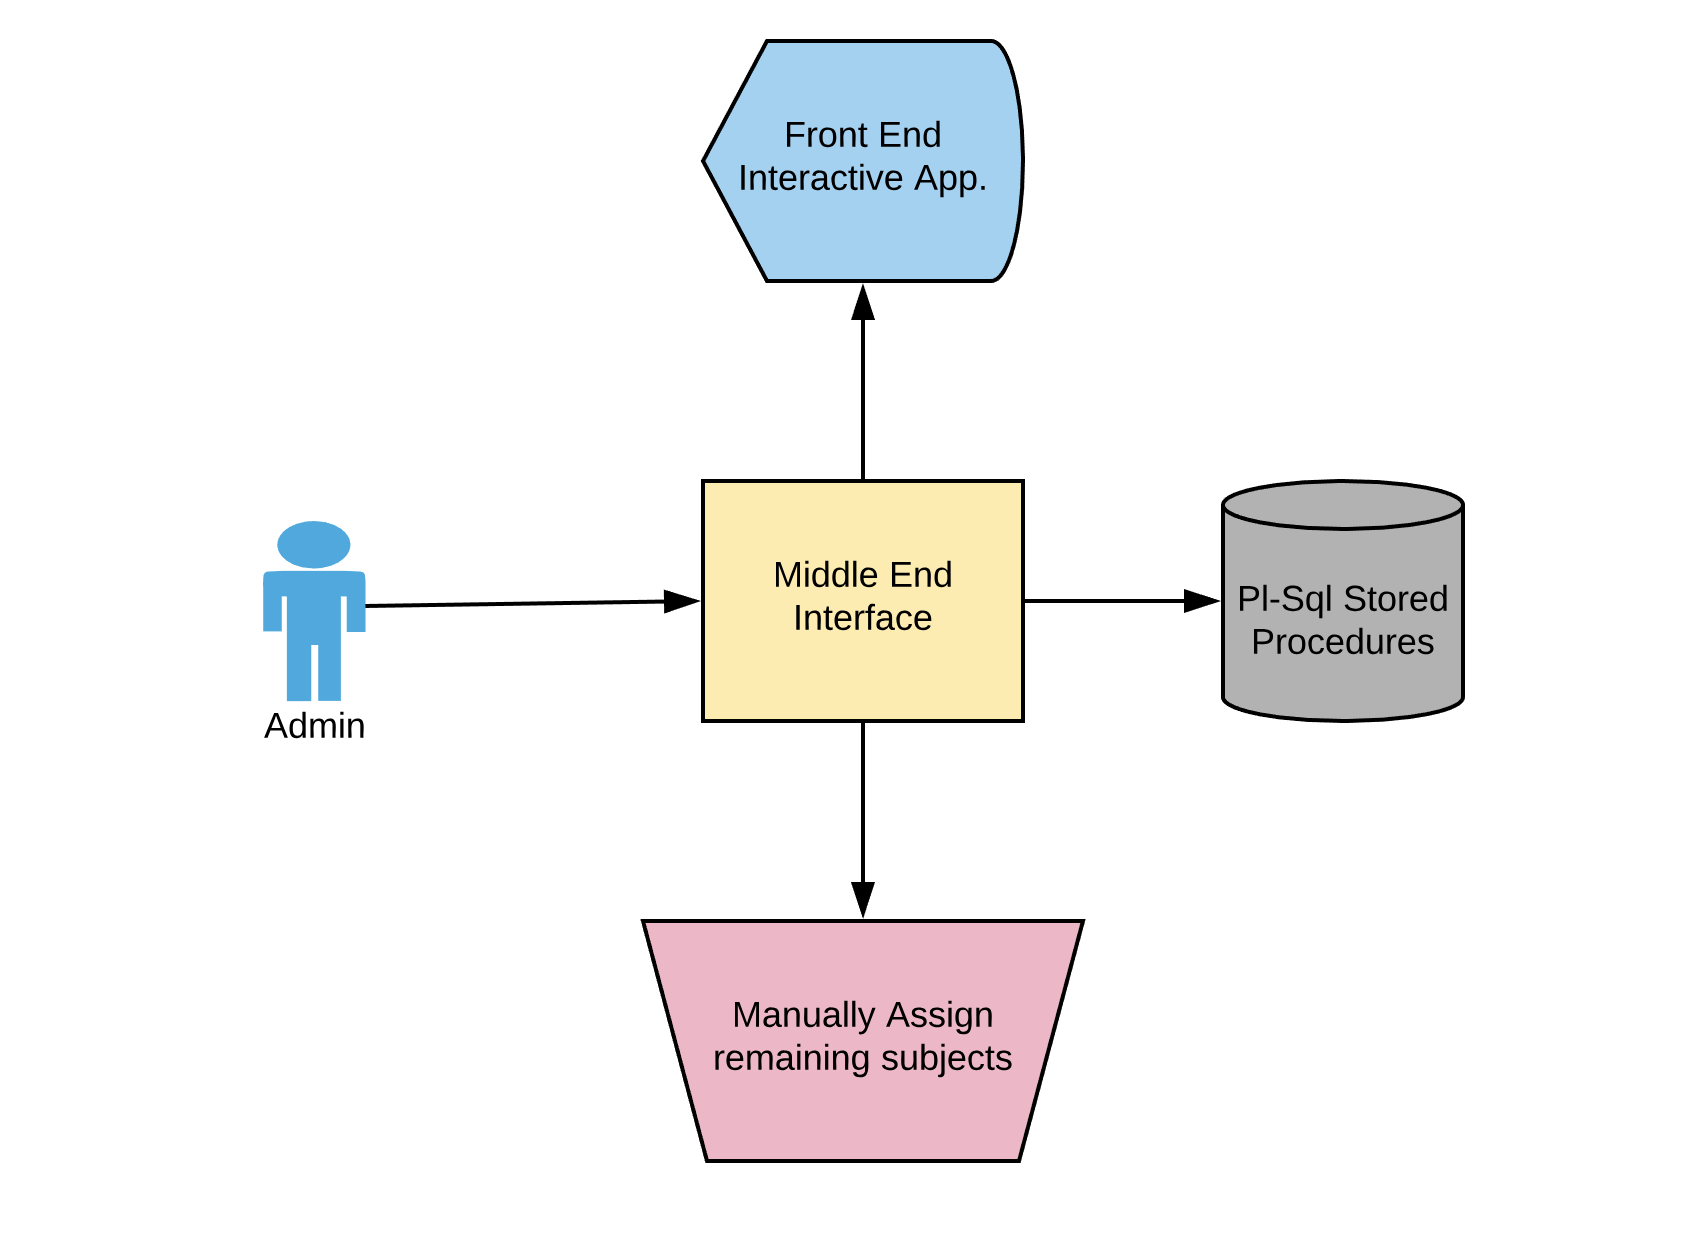 Front End
Interactive App.
Middle End
Interface
Pl-Sql Stored
Procedures
Admin
Manually Assign
remaining subjects